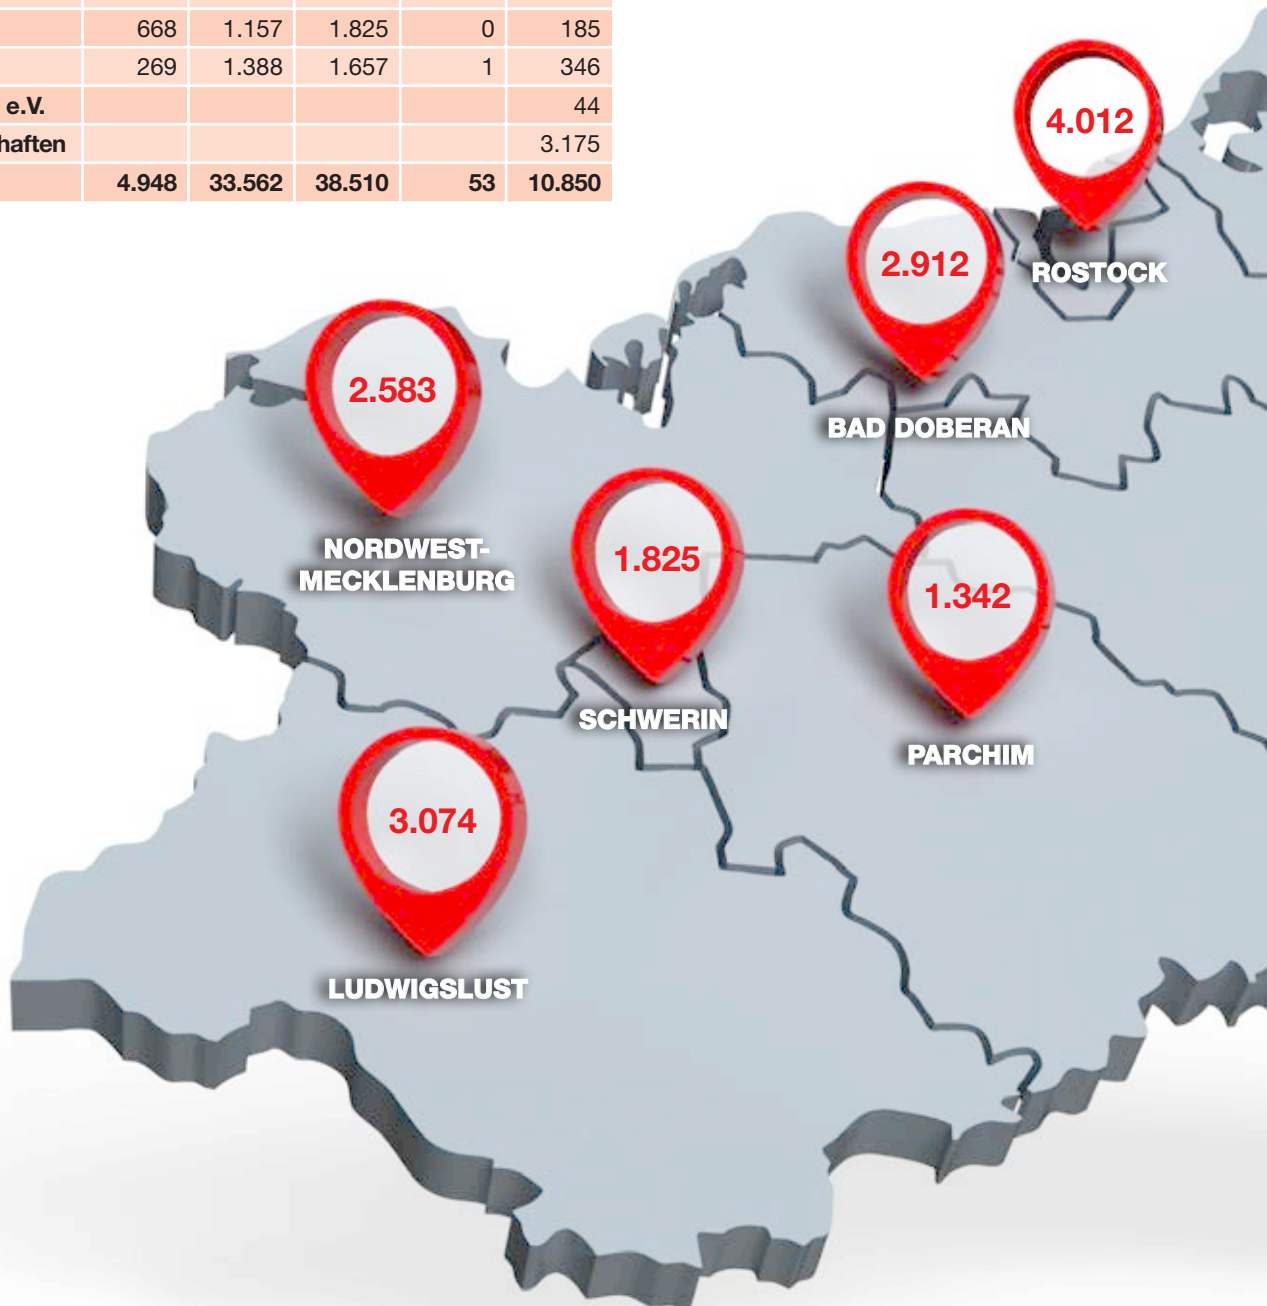 668 1.157 1.825 0 185
269 1.388 1.657 1 346
e.V. 44
haften 3.175
4.948 33.562 38.510 53 10.850
4.012
ROSTOCK
2.912
BAD DOBERAN
2.583
NORDWEST-
MECKLENBURG
1.825
SCHWERIN
1.342
PARCHIM
3.074
LUDWIGSLUST